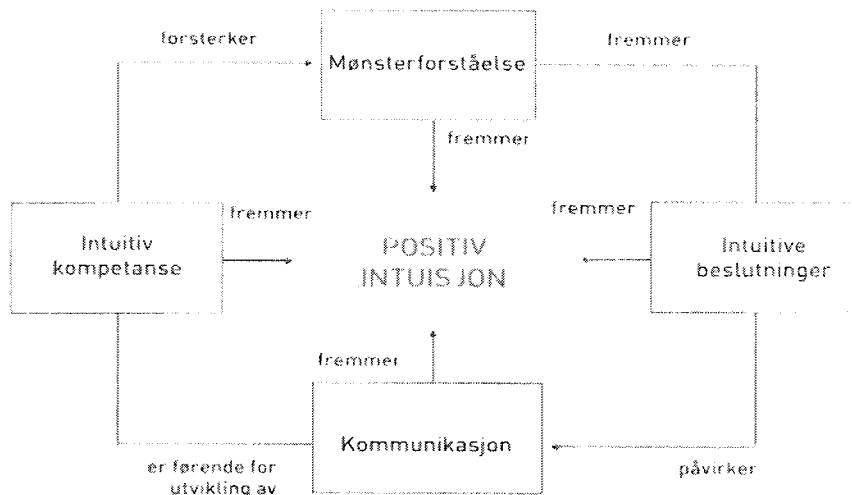 forsterker
fremmer
Mønsterforståelse
fremmer
fremmer
fremmer
Intuitiv
kompetanse
POSITIV
INTUISJON
Intuitive
beslutninger
fremmer
Kommunikasjon
er førende for
utvikling av
påvirker